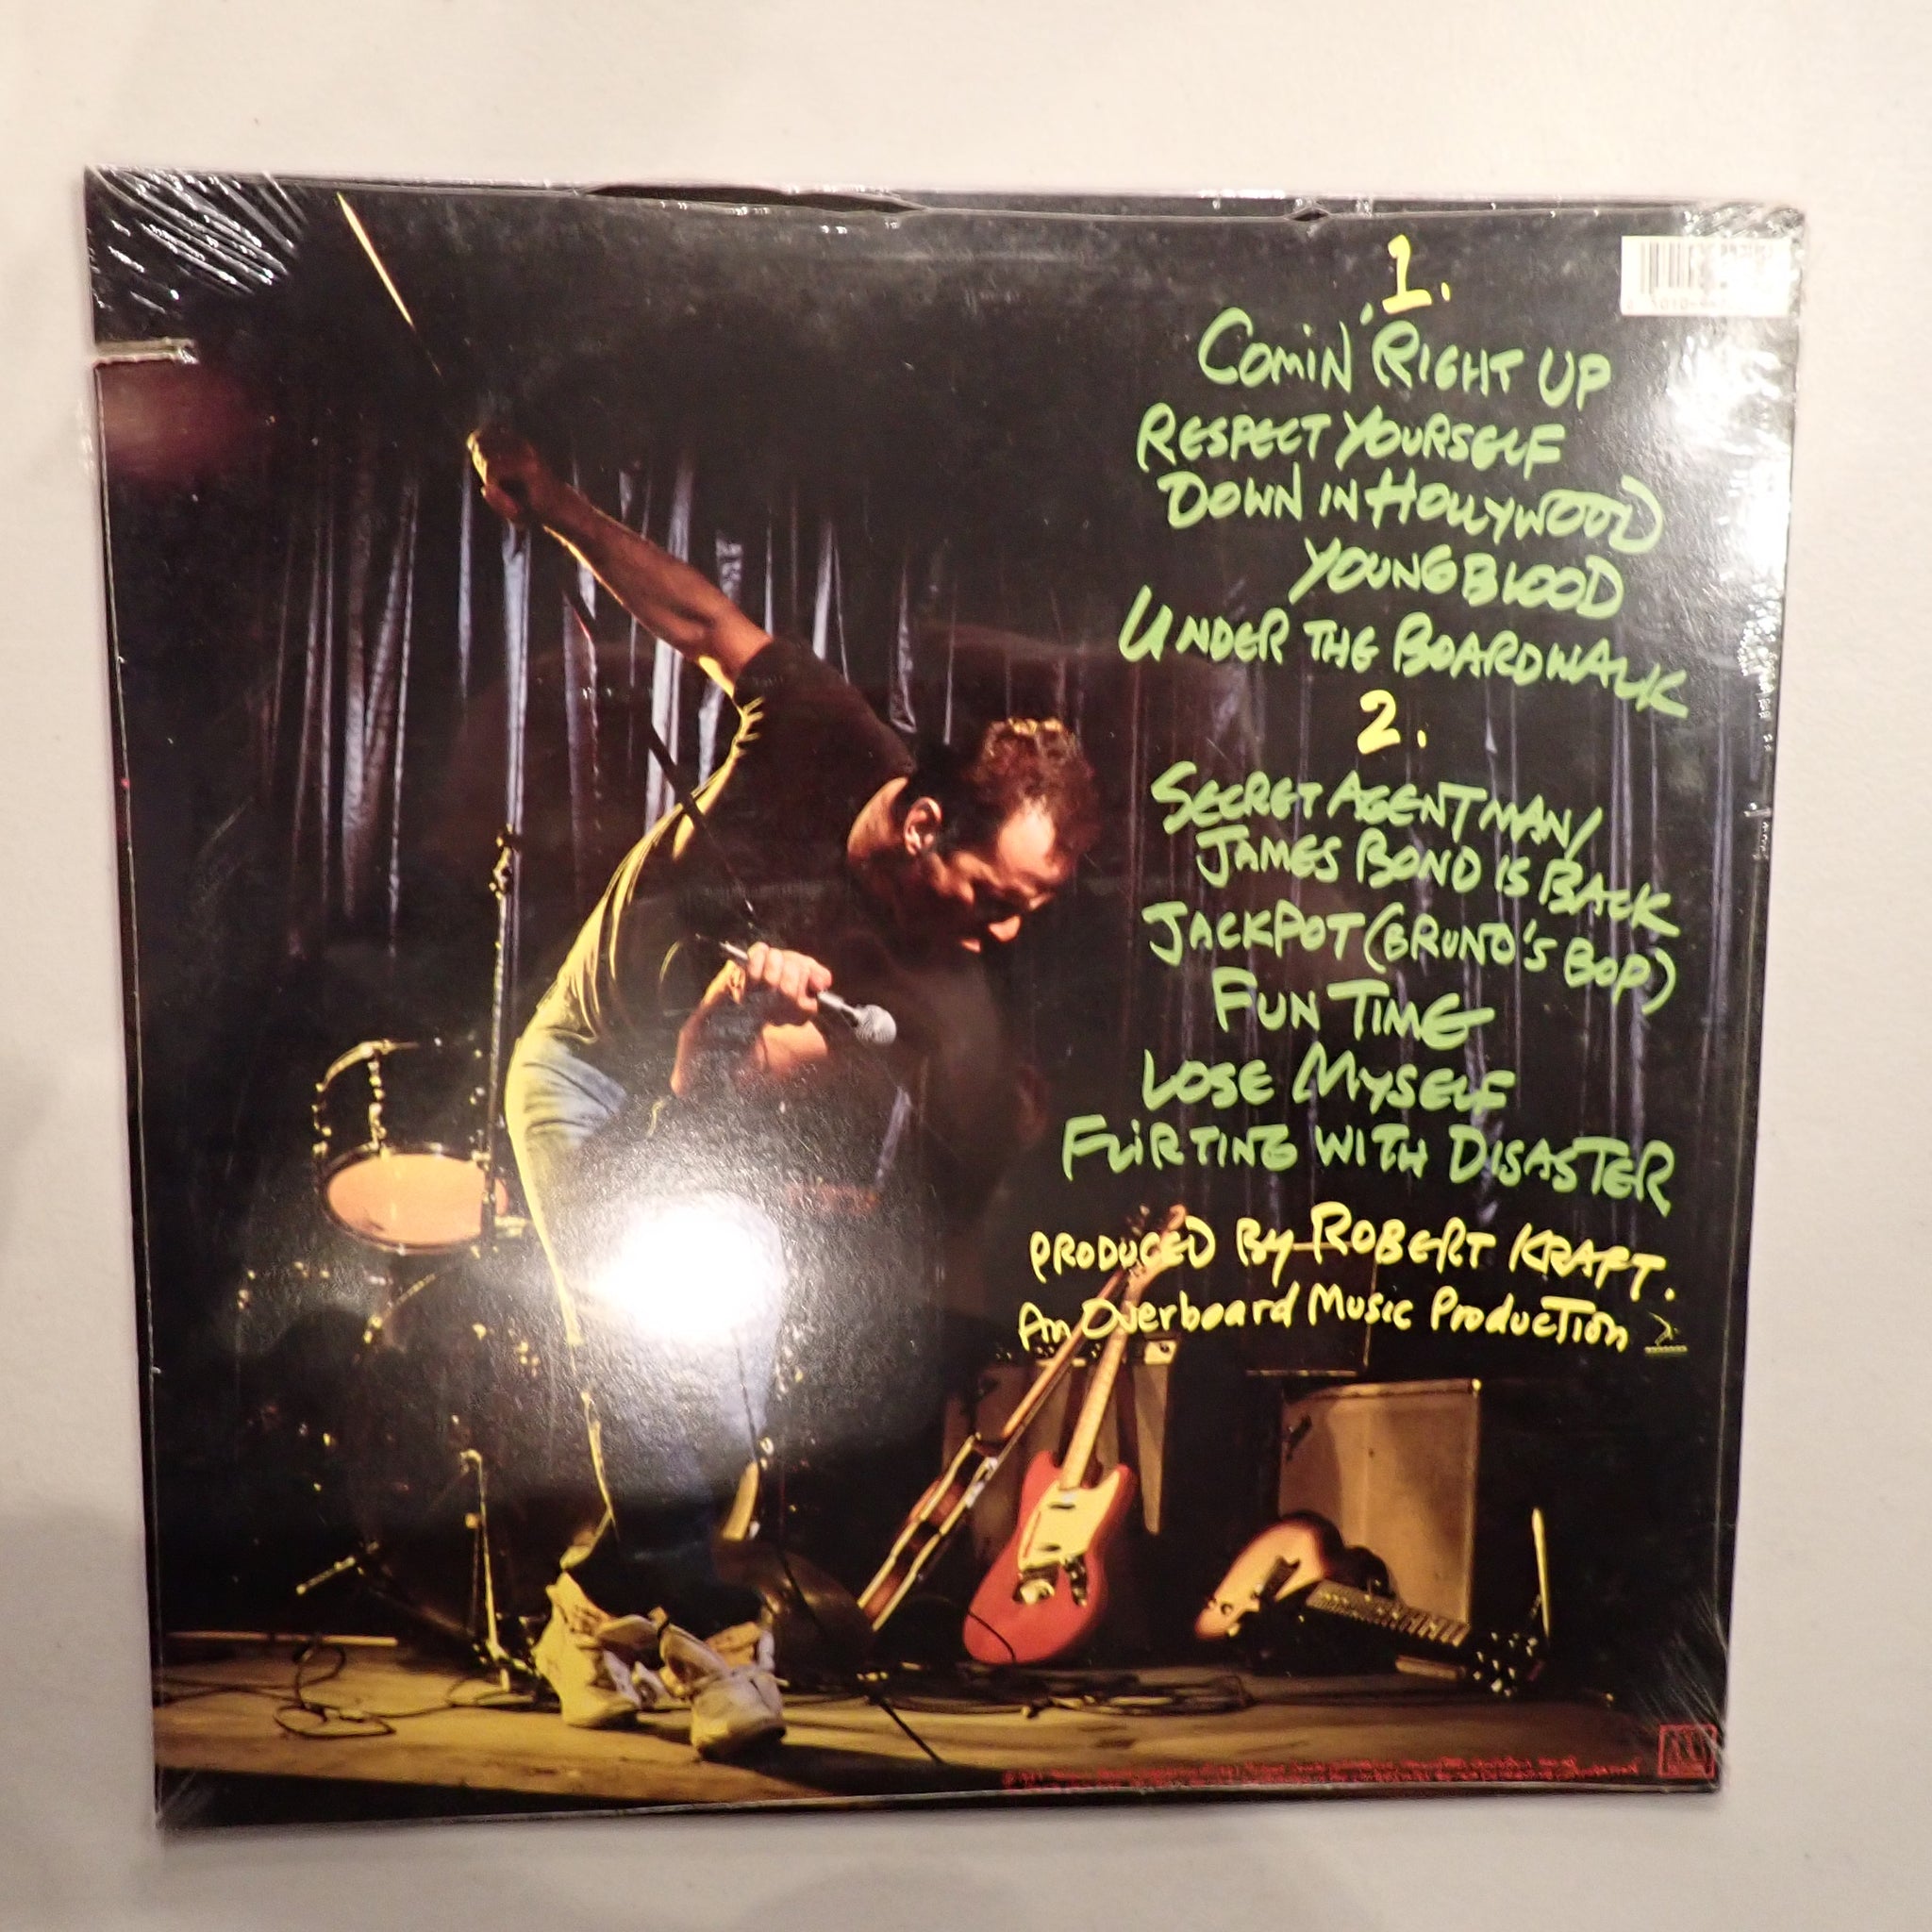 1.
COMIN' RIGHT UP
RESPECT YOURSELF
DOWN IN HOLLYWOOD
YOUNG BLOOD
UNDER THE BOARDWALK
2.
SECRET AGENT MAN/
JAMES BOND IS BACK
JACKPOT (BRUNO'S BOP)
FUN TIME
LOSE MYSELF
FLiRTING WITH DISASTER
PRODUCED By ROBERT KRAFT.
An Overboard Music Production